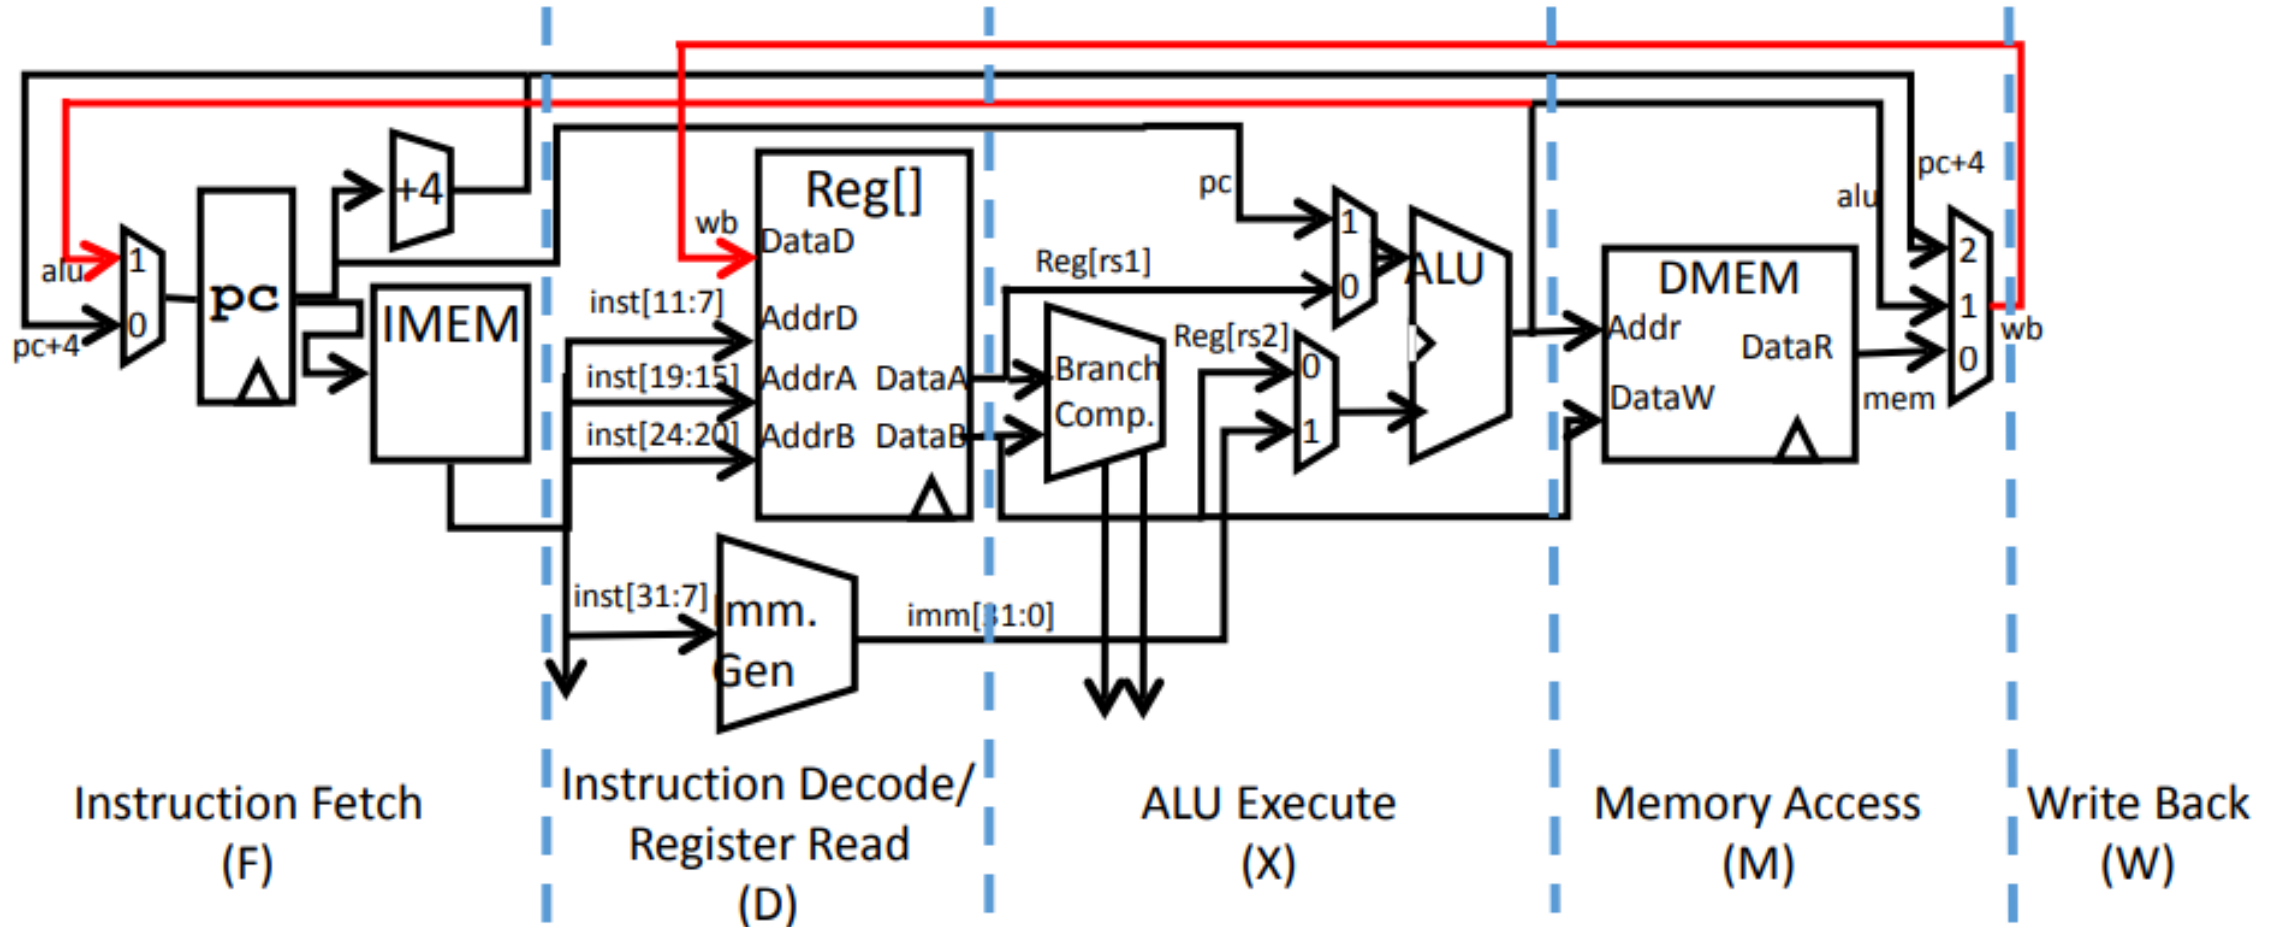 alu
pc+4
1
0
pc
+4
IMEM
wb
Reg[]
DataD
inst[11:7]
AddrD
inst[19:15]
AddrA DataA
inst[24:20]
AddrB DataB
inst[31:7]
Imm.
Gen
imm[31:0]
pc
Reg[rs1]
Branch
Comp.
Reg[rs2]
1
0
0
1
ALU
DMEM
Addr
DataR
DataW
alu
pc+4
mem
2
1
0
wb
Instruction Fetch
(F)
Instruction Decode/
Register Read
(D)
ALU Execute
(X)
Memory Access
(M)
Write Back
(W)